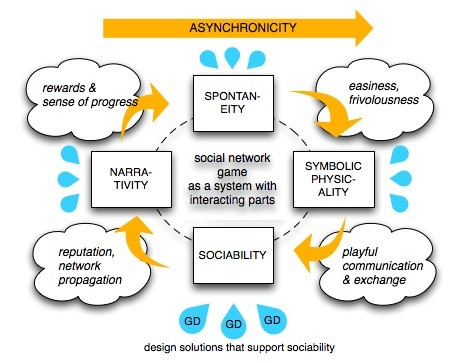 ASYNCHRONICITY
rewards &
sense of progress
SPONTAN-
EITY
easiness,
frivolousness
NARRA-
TIVITY
social network
game
as a system with
interacting parts
SYMBOLIC
PHYSIC-
ALITY
reputation,
network
propagation
SOCIABILITY
playful
communication
& exchange
GD
GD
GD
design solutions that support sociability